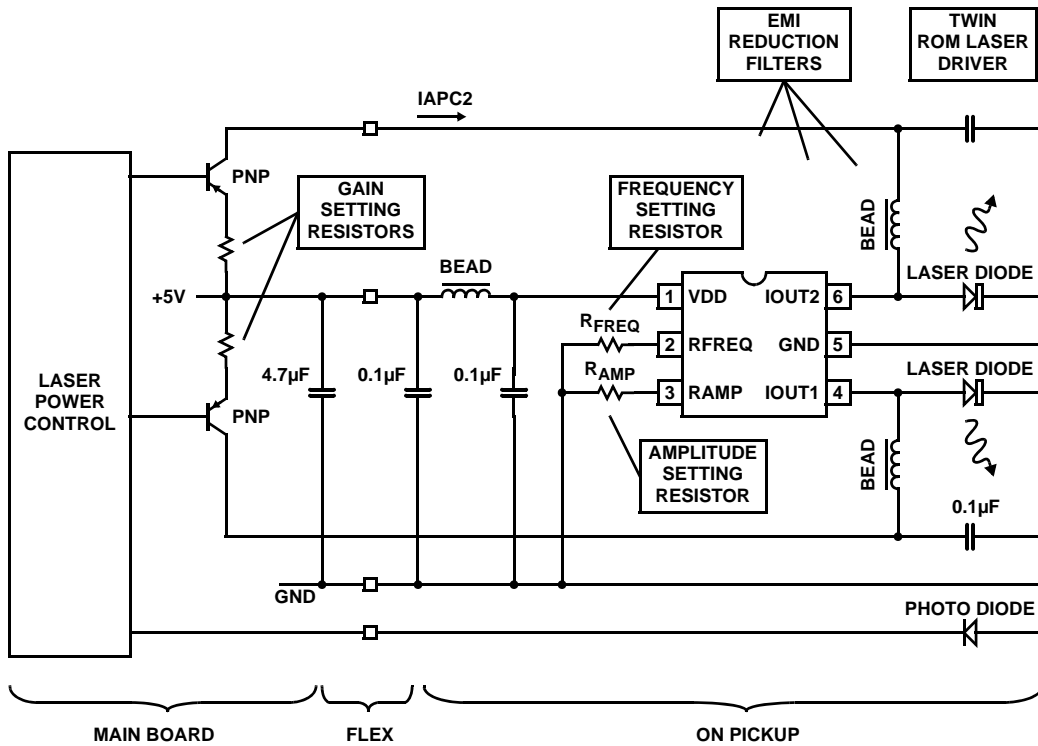 EMI
REDUCTION
FILTERS
TWIN
ROM LASER
DRIVER
IAPC2
PNP
GAIN
SETTING
RESISTORS
FREQUENCY
SETTING
RESISTOR
BEAD
LASER DIODE
+5V
BEAD
1 VDD IOUT2 6
RFREQ
2 RFREQ GND 5
LASER
POWER
CONTROL
4.7µF
0.1µF
0.1µF
RAMP
3 RAMP IOUT1 4
LASER DIODE
PNP
AMPLITUDE
SETTING
RESISTOR
BEAD
0.1µF
GND
PHOTO DIODE
MAIN BOARD
FLEX
ON PICKUP